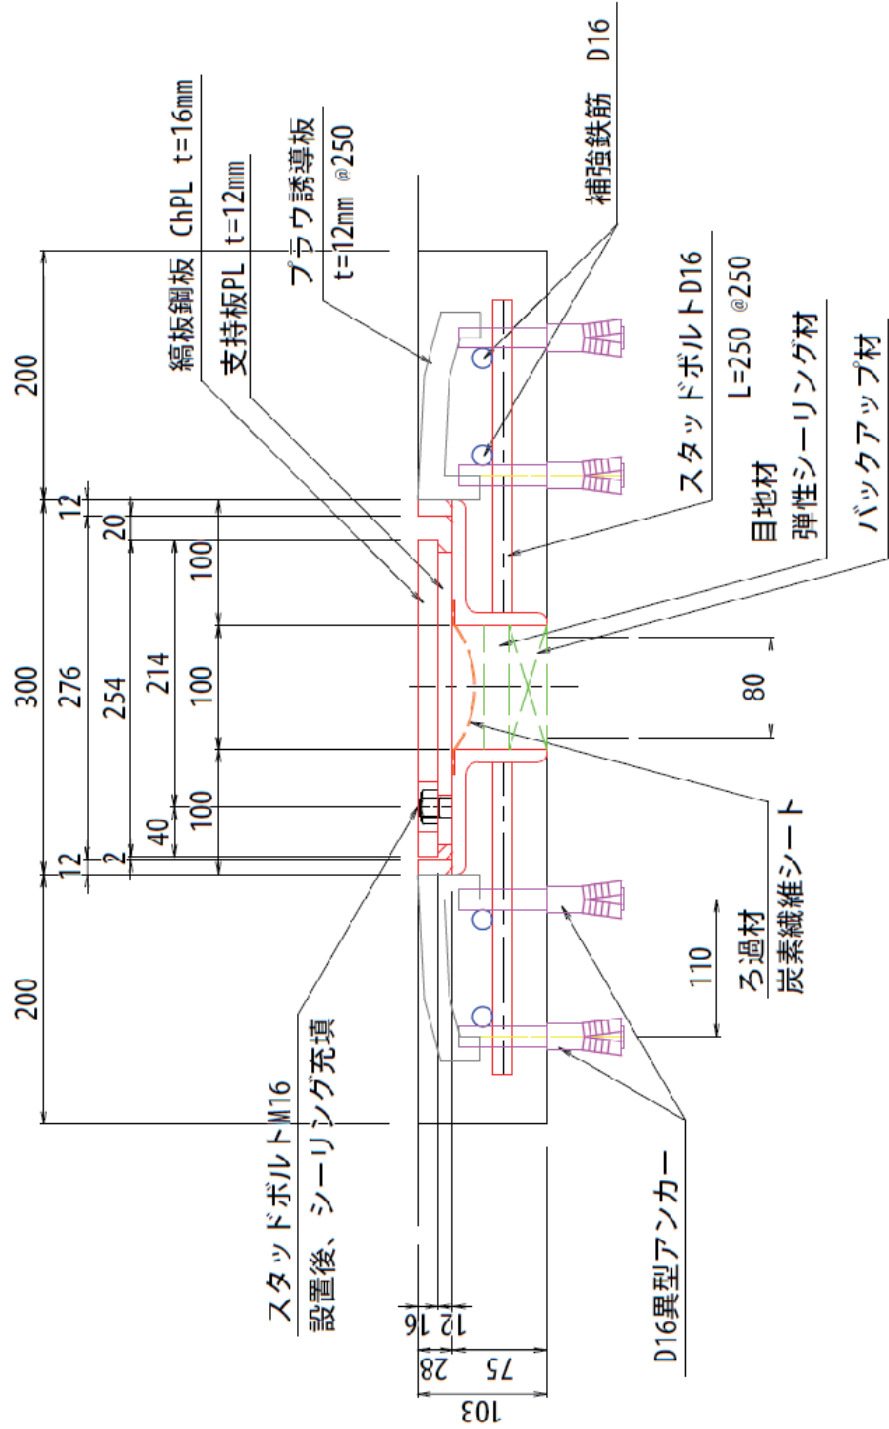 縞板鋼板 ChPL t=16mm
支持板PL t=12mm
プラウ誘導板
t=12mm @250
補強鉄筋 D16
200
300
200
12
276
12
2
254
20
40
214
100
100
100
スタッドボルトM16
設置後、シーリング充填
16
12
28
75
103
スタッドボルトD16
L=250 @250
目地材
弾性シーリング材
バックアップ材
80
110
ろ過材
炭素繊維シート
D16異型アンカー